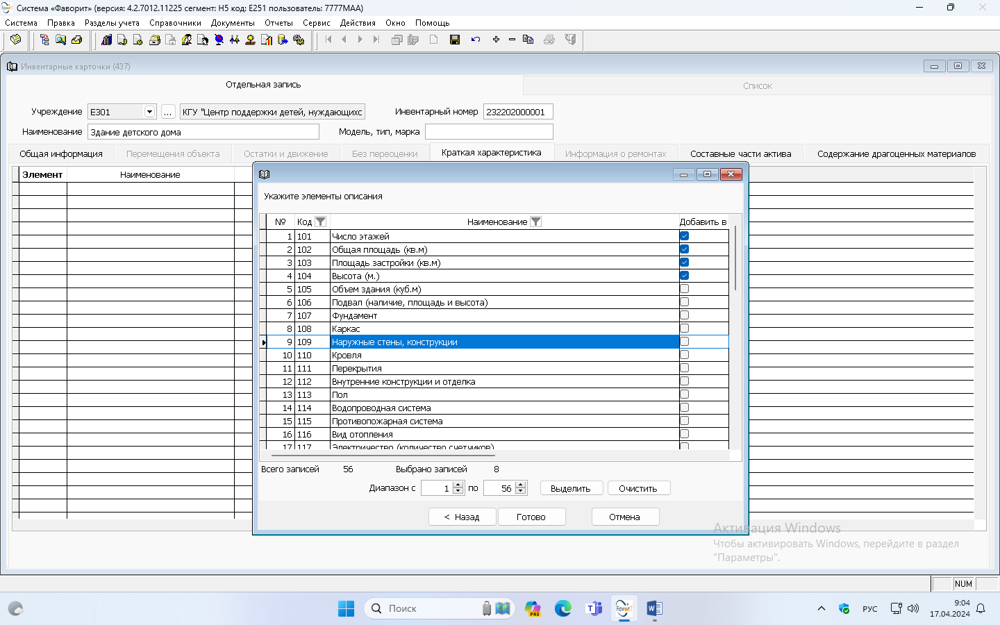 Система «Фаворит» (версия: 4.2.7012.11225 сегмент: H5 код: E251 пользователь: 7777MAA)
Система Правка Разделы учета Справочники Документы Отчеты Сервис Действия Окно Помощь
Инвентарные карточки (437)
Отдельная запись Список
Учреждение E301 ... КГУ "Центр поддержки детей, нуждающихс Инвентарный номер 232202000001
Наименование Здание детского дома Модель, тип, марка
Общая информация Перемещения объекта Остатки и движение Без переоценки Краткая характеристика Информация о ремонтах Составные части актива Содержание драгоценных материалов
Элемент Наименование
Укажите элементы описания
№ Код Наименование Добавить в
1 101 Число этажей
2 102 Общая площадь (кв.м)
3 103 Площадь застройки (кв.м)
4 104 Высота (м.)
5 105 Объем здания (куб.м)
6 106 Подвал (наличие, площадь и высота)
7 107 Фундамент
8 108 Каркас
9 109 Наружные стены, конструкции
10 110 Кровля
11 111 Перекрытия
12 112 Внутренние конструкции и отделка
13 113 Пол
14 114 Водопроводная система
15 115 Противопожарная система
16 116 Вид отопления
17 117 Электричество (количество счетчиков)
Всего записей 56 Выбрано записей 8
Диапазон с 1 по 56 Выделить Очистить
< Назад Готово Отмена
Активация Windows
Чтобы активировать Windows, перейдите в раздел
"Параметры".
NUM
Поиск
PRE
Favorit
РУС
9:04
17.04.2024